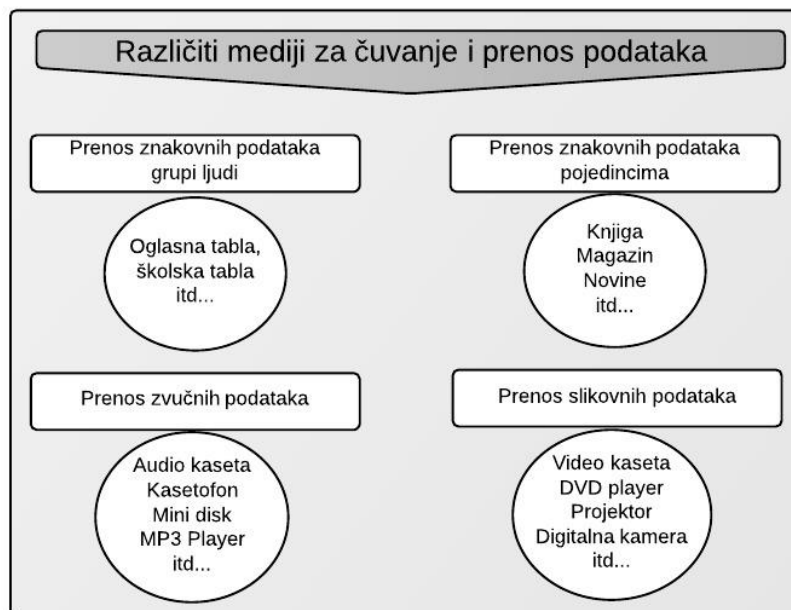 Različiti mediji za čuvanje i prenos podataka
Prenos znakovnih podataka
grupi ljudi
Oglasna tabla,
školska tabla
itd...
Prenos znakovnih podataka
pojedincima
Knjiga
Magazin
Novine
itd...
Prenos zvučnih podataka
Audio kaseta
Kasetofon
Mini disk
MP3 Player
itd...
Prenos slikovnih podataka
Video kaseta
DVD player
Projektor
Digitalna kamera
itd...